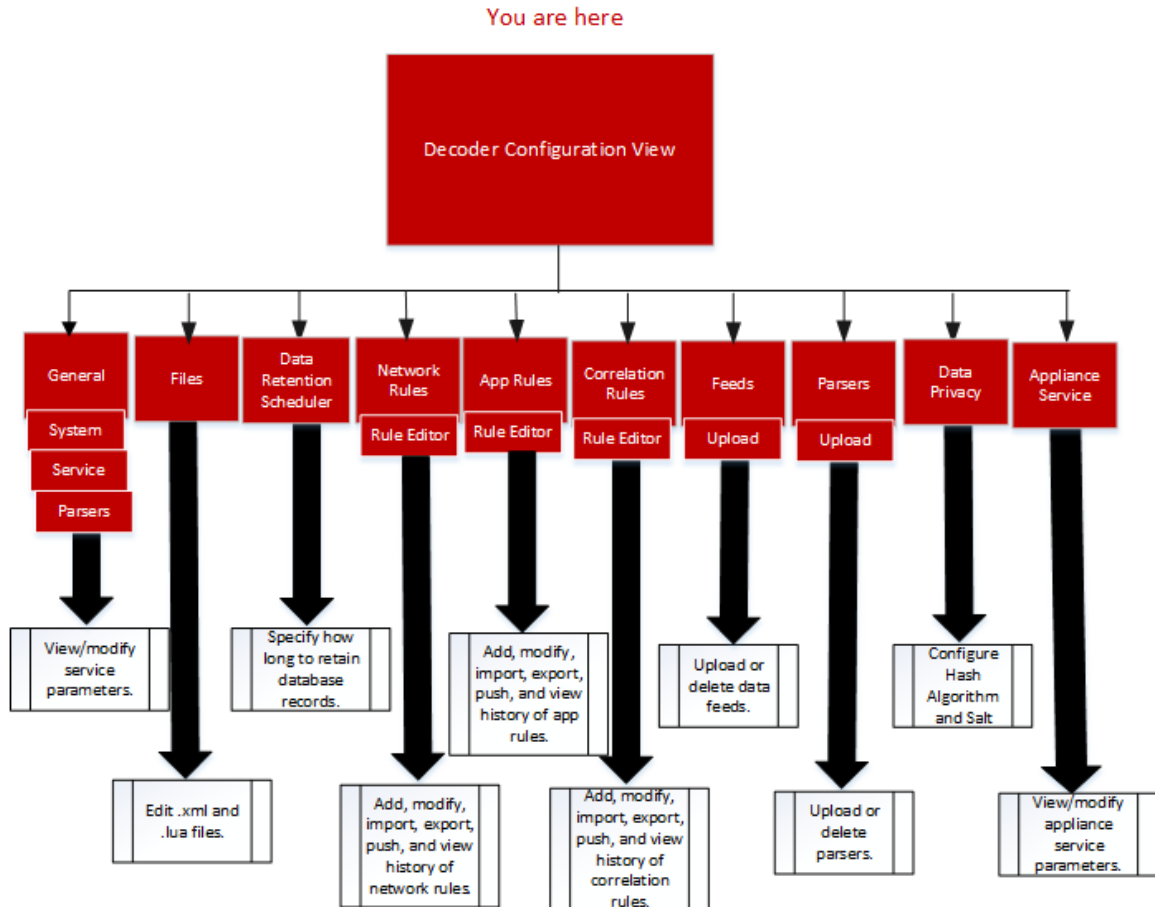 You are here
Decoder Configuration View
General
System
Service
Parsers
Files
Data
Retention
Scheduler
Network
Rules
Rule Editor
App Rules
Rule Editor
Correlation
Rules
Rule Editor
Feeds
Upload
Parsers
Upload
Data
Privacy
Appliance
Service
View/modify
service
parameters.
Edit .xml and
.lua files.
Specify how
long to retain
database
records.
Add, modify,
import, export,
push, and view
history of
network rules.
Add, modify,
import, export,
push, and view
history of app
rules.
Add, modify,
import, export,
push, and view
history of
correlation
rules.
Upload or
delete data
feeds.
Upload or
delete
parsers.
Configure
Hash
Algorithm
and Salt
View/modify
appliance
service
parameters.